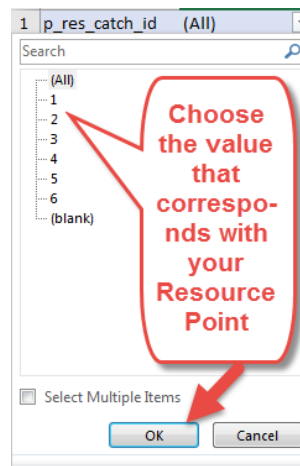 1 p_res_catch_id (All)
Search
(All)
1
2
3
4
5
6
(blank)
Choose
the value
that
correspo-
nds with
your
Resource
Point
Select Multiple Items
OK Cancel